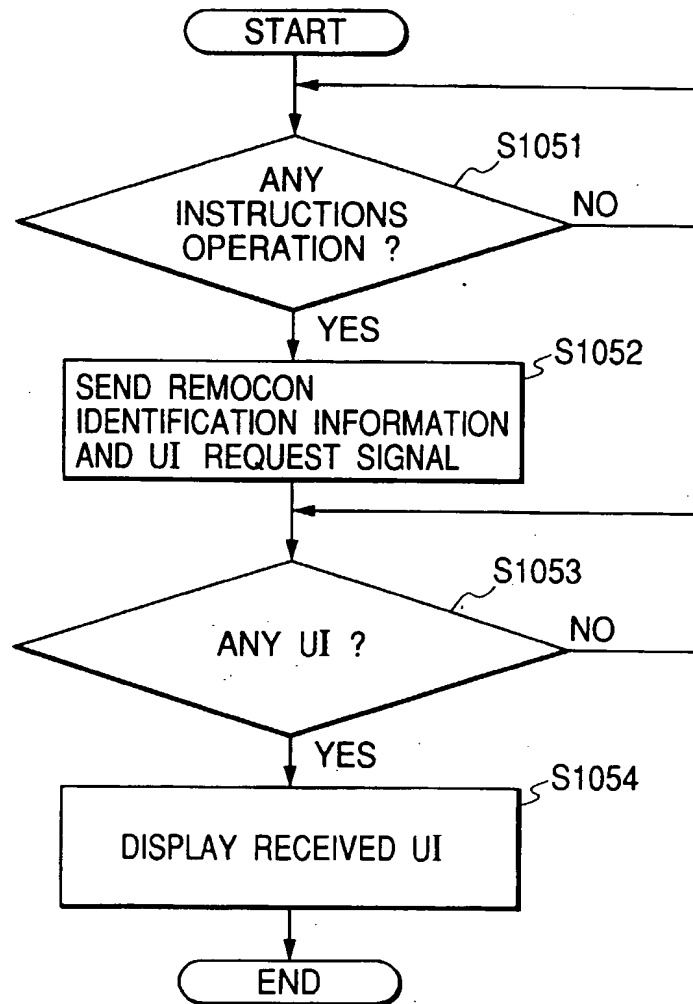 START
S1051
ANY
INSTRUCTIONS
OPERATION ?
NO
YES
S1052
SEND REMOCON
IDENTIFICATION INFORMATION
AND UI REQUEST SIGNAL
S1053
ANY UI ?
NO
YES
S1054
DISPLAY RECEIVED UI
END